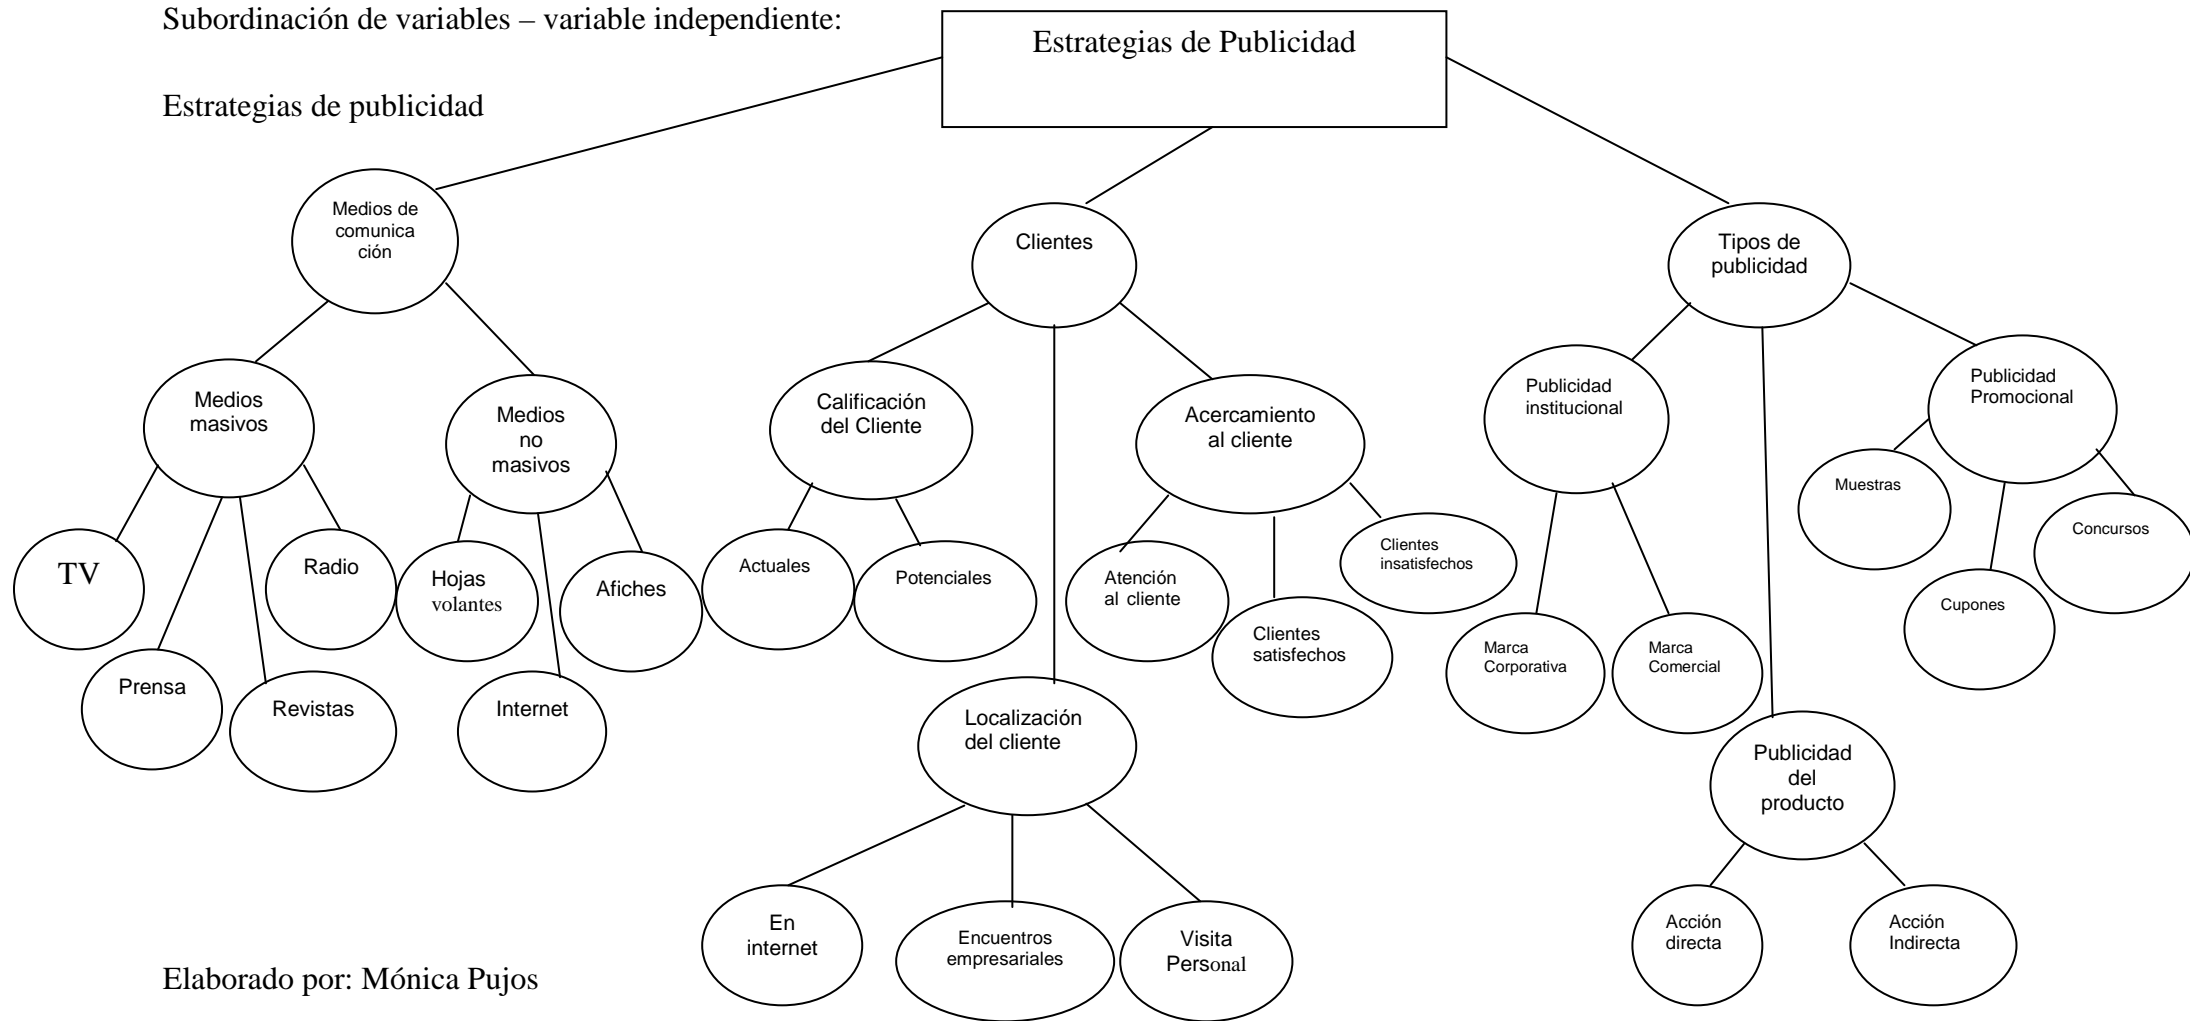 Subordinación de variables – variable independiente:
Estrategias de publicidad
Estrategias de Publicidad
Medios de
comunica
ción
Clientes
Tipos de
publicidad
Medios
masivos
Medios
no
masivos
Calificación
del Cliente
Acercamiento
al cliente
Publicidad
institucional
Publicidad
Promocional
TV
Prensa
Revistas
Radio
Hojas
volantes
Internet
Afiches
Actuales
Potenciales
Atención
al cliente
Clientes
satisfechos
Clientes
insatisfechos
Marca
Corporativa
Marca
Comercial
Muestras
Cupones
Concursos
Localización
del cliente
Publicidad
del
producto
En
internet
Encuentros
empresariales
Visita
Personal
Acción
directa
Acción
Indirecta
Elaborado por: Mónica Pujos